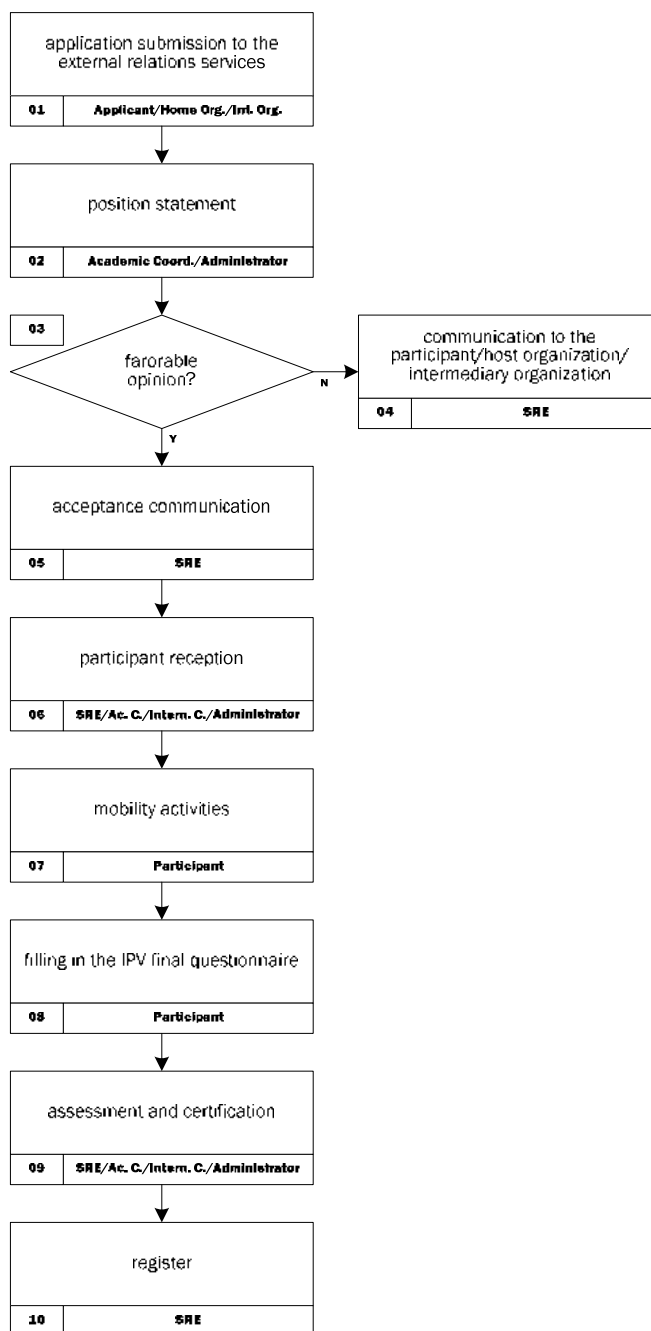 application submission to the
external relations services
01 Applicant/Home Org./Int. Org.
position statement
02 Academic Coord./Administrator
03
farorable
opinion?
N
Y
communication to the
participant/host organization/
intermediary organization
04 SRE
acceptance communication
05 SRE
participant reception
06 SRE/Ac. C./Intern. C./Administrator
mobility activities
07 Participant
filling in the IPV final questionnaire
08 Participant
assessment and certification
09 SRE/Ac. C./Intern. C./Administrator
register
10 SRE